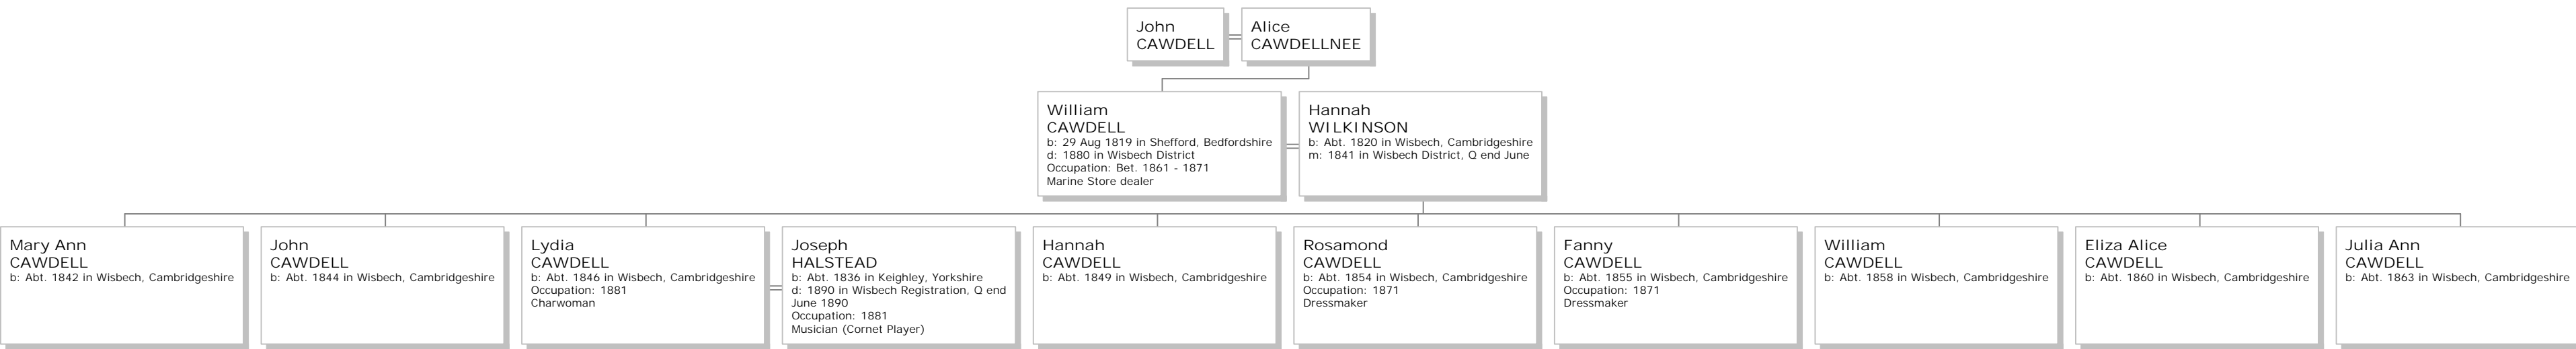 John
CAWDELL
Alice
CAWDELLNEE
William
CAWDELL
b: 29 Aug 1819 in Shefford, Bedfordshire
d: 1880 in Wisbech District
Occupation: Bet. 1861 - 1871
Marine Store dealer
Hannah
WILKINSON
b: Abt. 1820 in Wisbech, Cambridgeshire
m: 1841 in Wisbech District, Q end June
Mary Ann
CAWDELL
b: Abt. 1842 in Wisbech, Cambridgeshire
John
CAWDELL
b: Abt. 1844 in Wisbech, Cambridgeshire
Lydia
CAWDELL
b: Abt. 1846 in Wisbech, Cambridgeshire
Occupation: 1881
Charwoman
Joseph
HALSTEAD
b: Abt. 1836 in Keighley, Yorkshire
d: 1890 in Wisbech Registration, Q end
June 1890
Occupation: 1881
Musician (Cornet Player)
Hannah
CAWDELL
b: Abt. 1849 in Wisbech, Cambridgeshire
Rosamond
CAWDELL
b: Abt. 1854 in Wisbech, Cambridgeshire
Occupation: 1871
Dressmaker
Fanny
CAWDELL
b: Abt. 1855 in Wisbech, Cambridgeshire
Occupation: 1871
Dressmaker
William
CAWDELL
b: Abt. 1858 in Wisbech, Cambridgeshire
Eliza Alice
CAWDELL
b: Abt. 1860 in Wisbech, Cambridgeshire
Julia Ann
CAWDELL
b: Abt. 1863 in Wisbech, Cambridgeshire